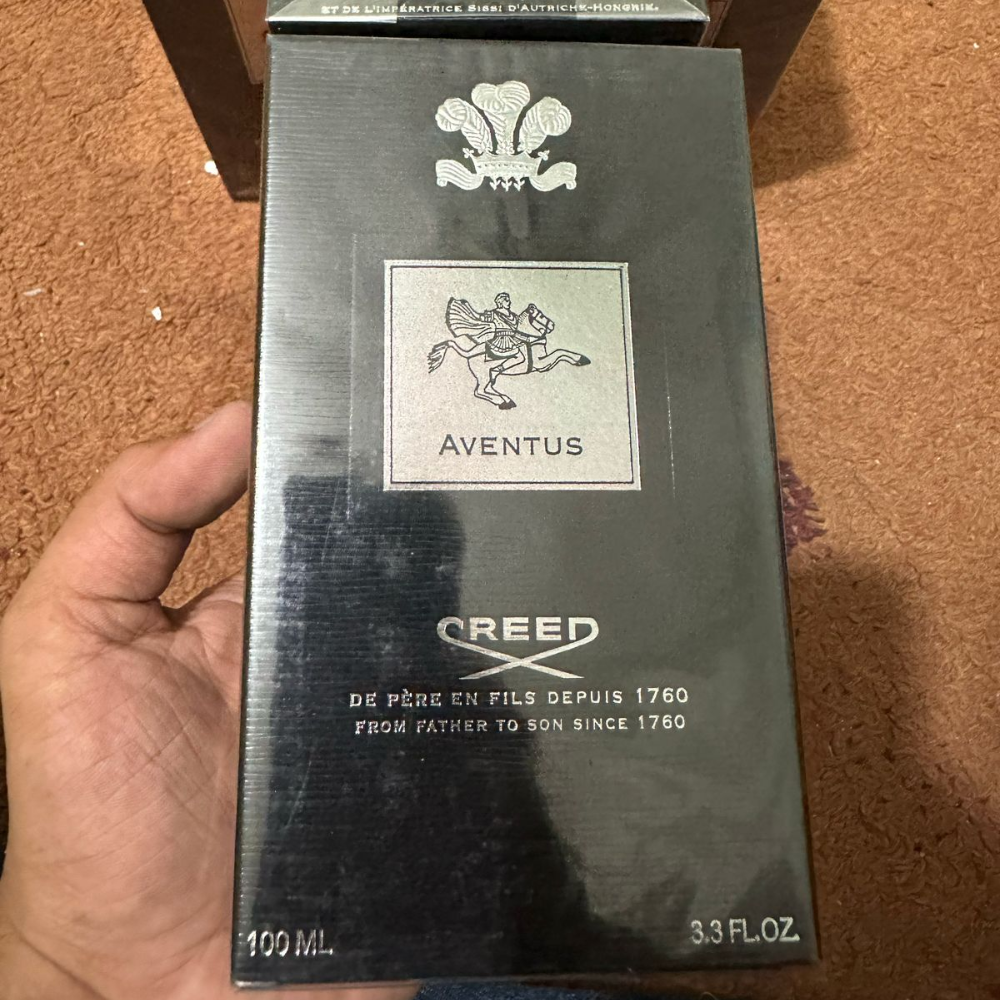 ET DE L'IMPÉRATRICE SISSI D'AUTRICHE-HONGRIE.
AVENTUS
CREED
DE PÈRE EN FILS DEPUIS 1760
FROM FATHER TO SON SINCE 1760
100 ML
3.3 FL.OZ.